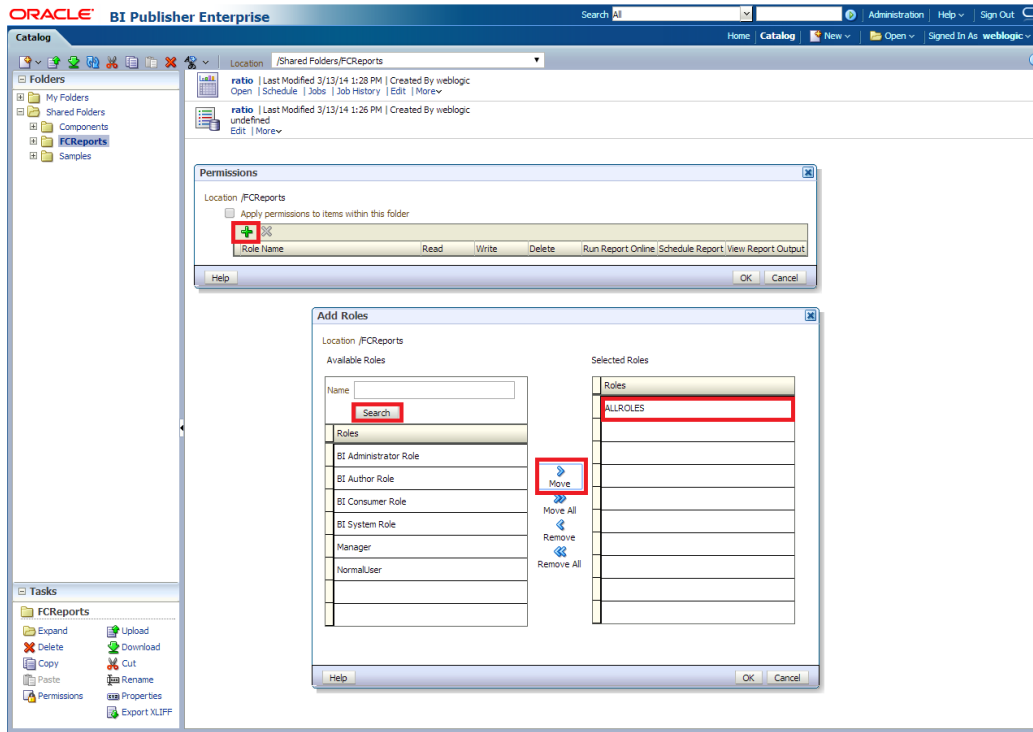 ORACLE BI Publisher Enterprise Search All Administration Help Sign Out
Catalog Home Catalog New Open Signed In As weblogic
Location /Shared Folders/FCReports
Folders
My Folders
Shared Folders
Components
FCReports
Samples
ratio | Last Modified 3/13/14 1:28 PM | Created By weblogic
Open | Schedule | Jobs | Job History | Edit | More
ratio | Last Modified 3/13/14 1:26 PM | Created By weblogic
undefined
Edit | More
Permissions
Location /FCReports
Apply permissions to items within this folder
Role Name Read Write Delete Run Report Online Schedule Report View Report Output
Help OK Cancel
Add Roles
Location /FCReports
Available Roles Selected Roles
Name
Search
Roles
BI Administrator Role
BI Author Role
BI Consumer Role
BI System Role
Manager
NormalUser
Move
Move All
Remove
Remove All
Roles
ALLROLES
Help OK Cancel
Tasks
FCReports
Expand Upload
Delete Download
Copy Cut
Paste Rename
Permissions Properties
Export XLIFF